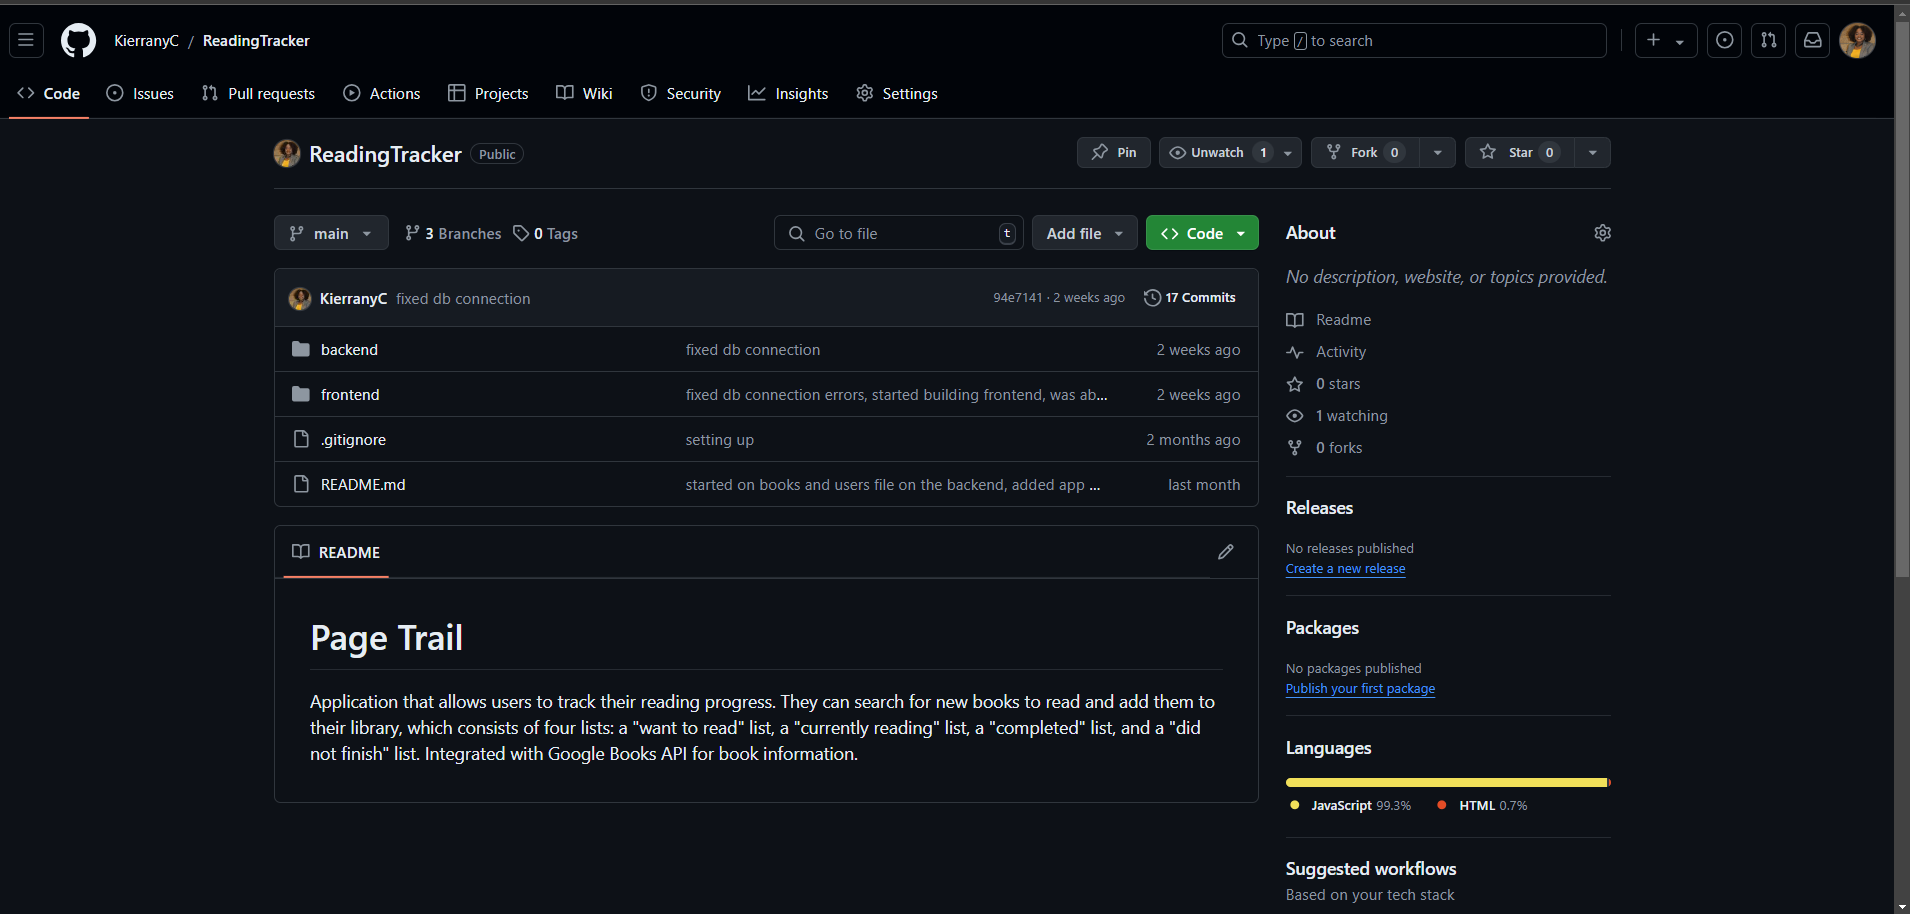 KierranyC / ReadingTracker
Type / to search
Code Issues Pull requests Actions Projects Wiki Security Insights Settings
ReadingTracker Public
Pin Unwatch 1 Fork 0 Star 0
main 3 Branches 0 Tags Go to file t Add file Code
KierranyC fixed db connection 94e7141 · 2 weeks ago 17 Commits
backend fixed db connection 2 weeks ago
frontend fixed db connection errors, started building frontend, was ab... 2 weeks ago
.gitignore setting up 2 months ago
README.md started on books and users file on the backend, added app ... last month
README
Page Trail
Application that allows users to track their reading progress. They can search for new books to read and add them to
their library, which consists of four lists: a "want to read" list, a "currently reading" list, a "completed" list, and a "did
not finish" list. Integrated with Google Books API for book information.
About
No description, website, or topics provided.
Readme
Activity
0 stars
1 watching
0 forks
Releases
No releases published
Create a new release
Packages
No packages published
Publish your first package
Languages
JavaScript 99.3% HTML 0.7%
Suggested workflows
Based on your tech stack